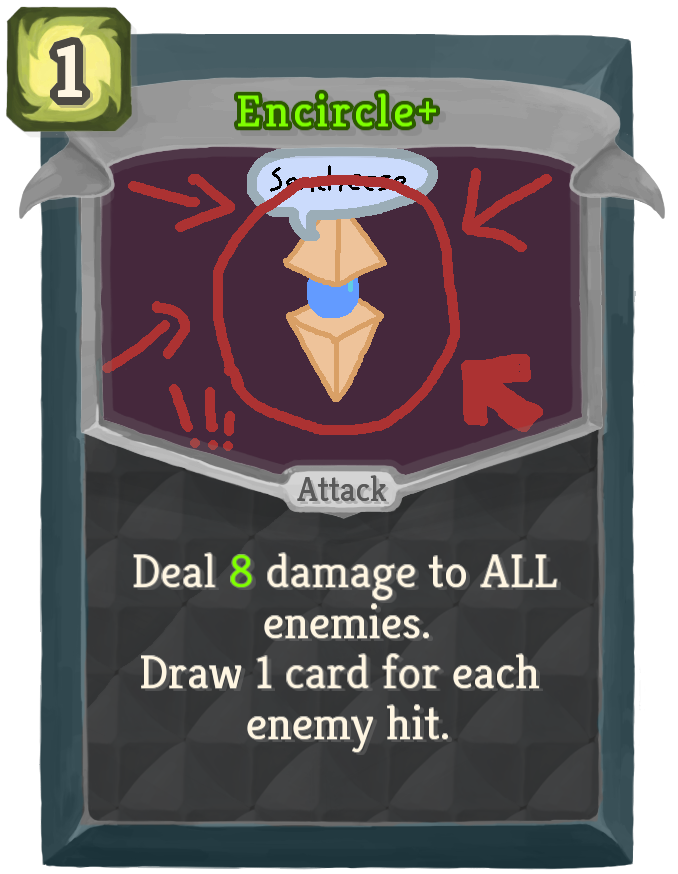 1
Encircle+
Attack
Deal 8 damage to ALL
enemies.
Draw 1 card for each
enemy hit.